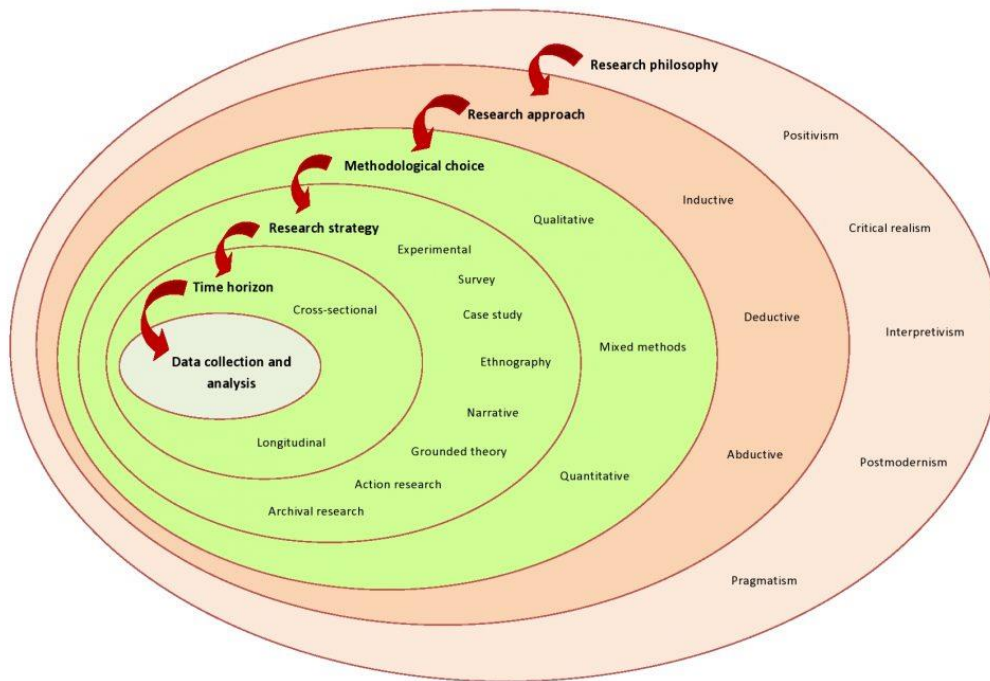 Research philosophy
Research approach
Methodological choice
Research strategy
Time horizon
Data collection and
analysis
Positivism
Critical realism
Interpretivism
Postmodernism
Pragmatism
Inductive
Deductive
Abductive
Qualitative
Mixed methods
Quantitative
Experimental
Survey
Case study
Ethnography
Narrative
Grounded theory
Action research
Archival research
Cross-sectional
Longitudinal